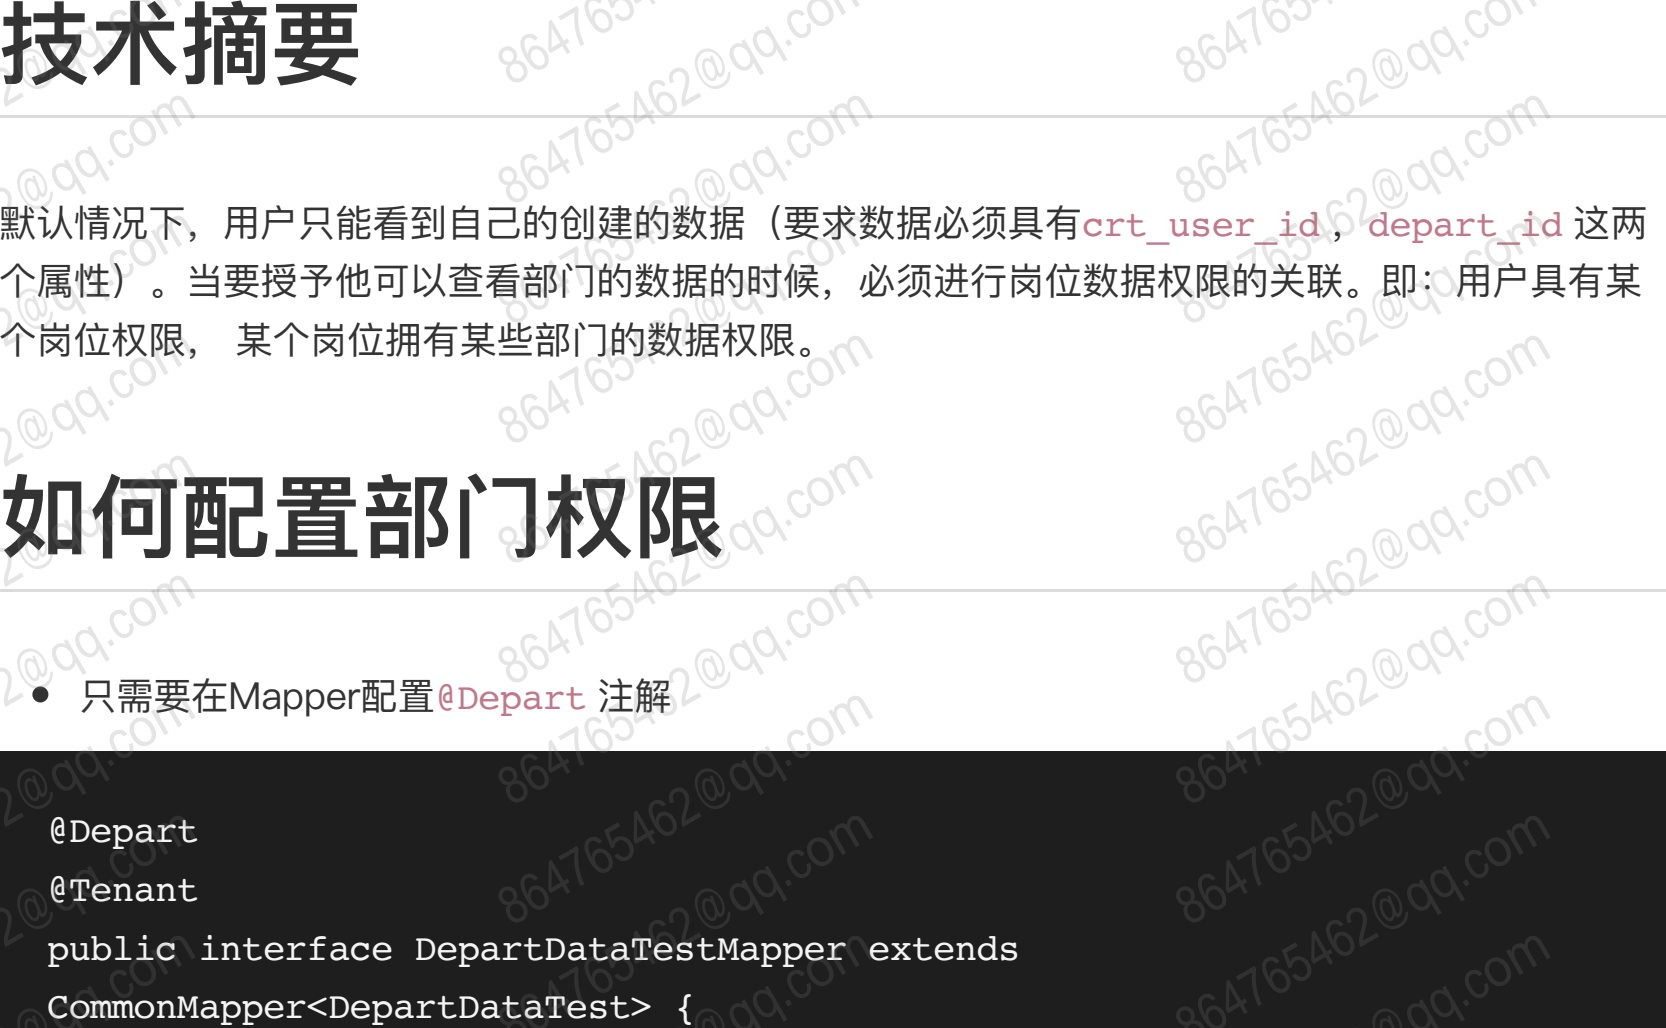 技术摘要
默认情况下，用户只能看到自己的创建的数据（要求数据必须具有crt_user_id，depart_id 这两
个属性）。当要授予他可以查看部门的数据的时候，必须进行岗位数据权限的关联。即：用户具有某
个岗位权限， 某个岗位拥有某些部门的数据权限。
如何配置部门权限
• 只需要在Mapper配置@Depart 注解
@Depart
@Tenant
public interface DepartDataTestMapper extends
CommonMapper<DepartDataTest> {
864765462@qq.com